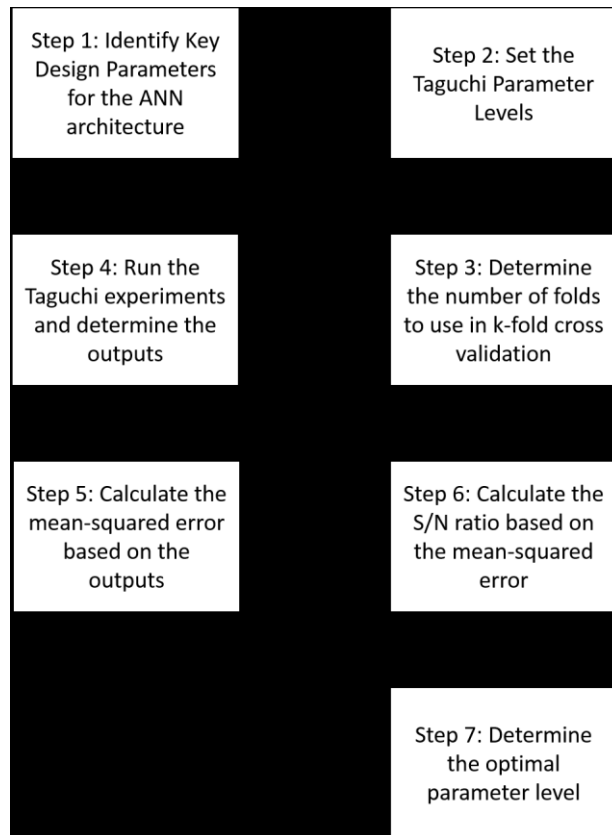 Step 1: Identify Key
Design Parameters
for the ANN
architecture
Step 2: Set the
Taguchi Parameter
Levels
Step 4: Run the
Taguchi experiments
and determine the
outputs
Step 3: Determine
the number of folds
to use in k-fold cross
validation
Step 5: Calculate the
mean-squared error
based on the
outputs
Step 6: Calculate the
S/N ratio based on
the mean-squared
error
Step 7: Determine
the optimal
parameter level